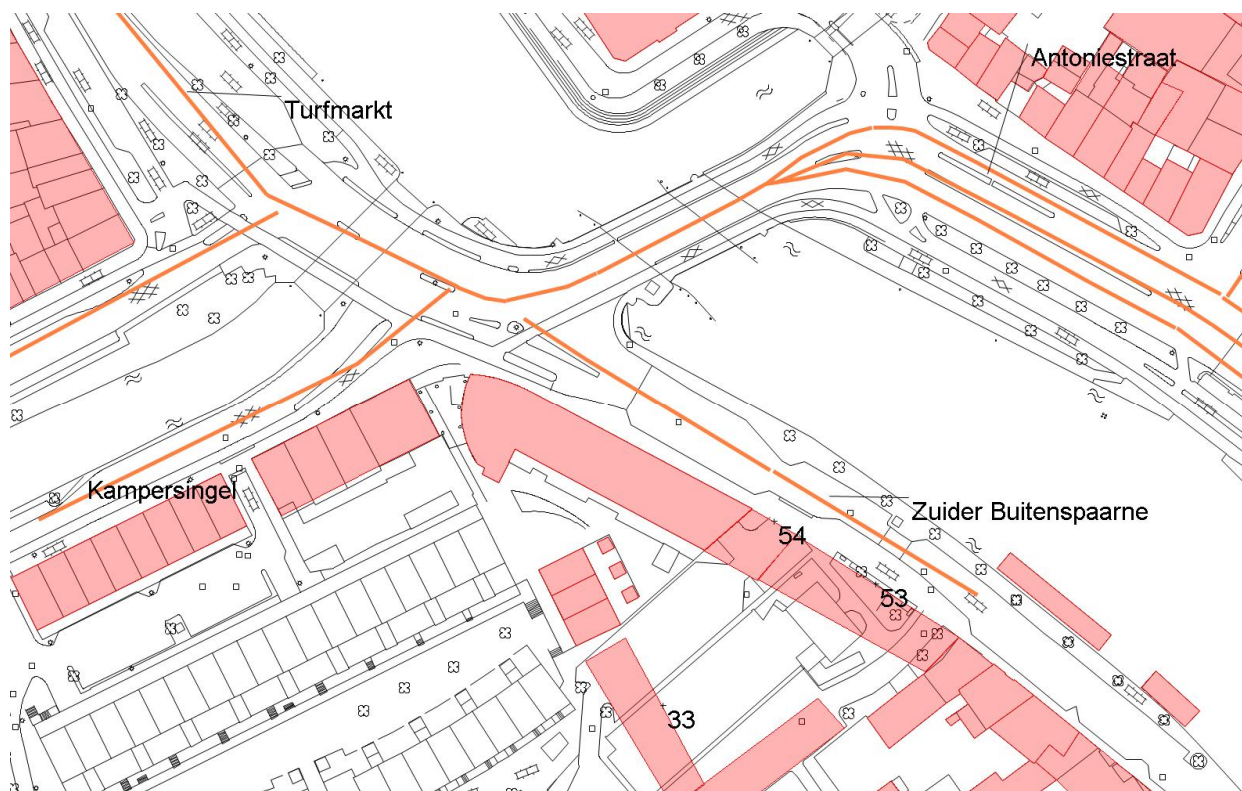 Antoniestraat
Turfmarkt
Kampersingel
Zuider Buitenspaarne
54
53
33